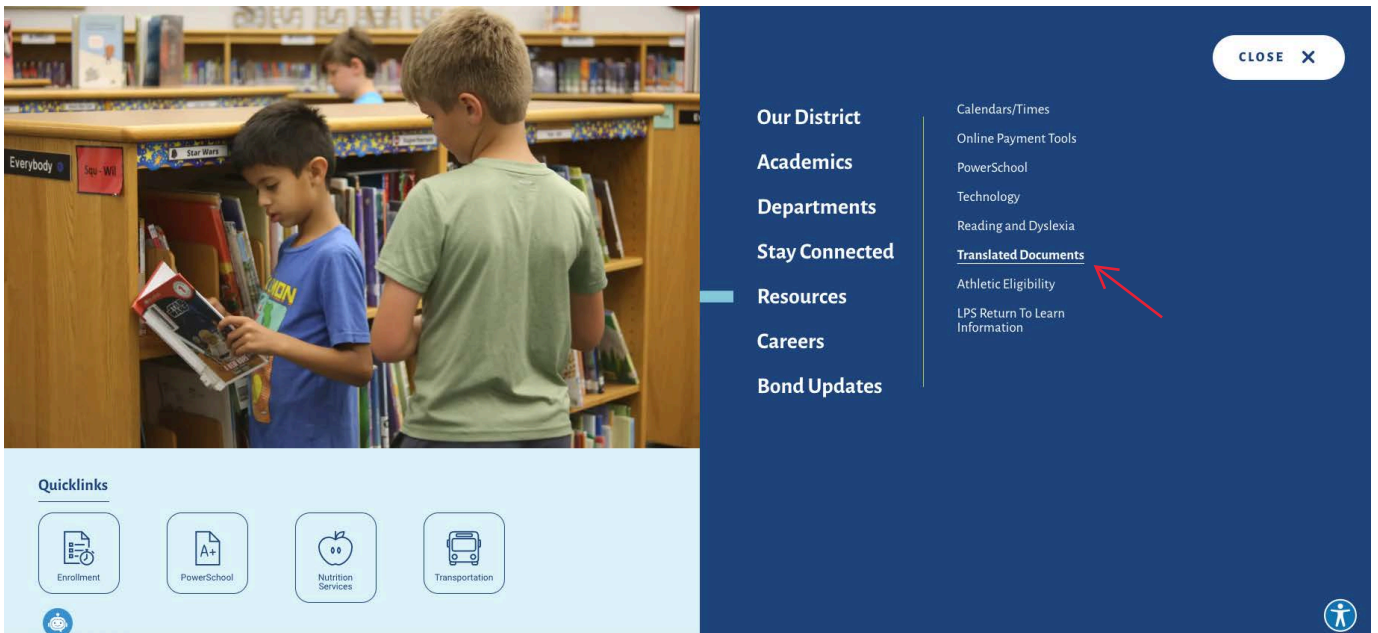 Everybody
Squ - Wil
Star Wars
CLOSE X
Our District
Academics
Departments
Stay Connected
Resources
Careers
Bond Updates
Calendars/Times
Online Payment Tools
PowerSchool
Technology
Reading and Dyslexia
Translated Documents
Athletic Eligibility
LPS Return To Learn
Information
Quicklinks
A+
Enrollment
PowerSchool
Nutrition
Services
Transportation